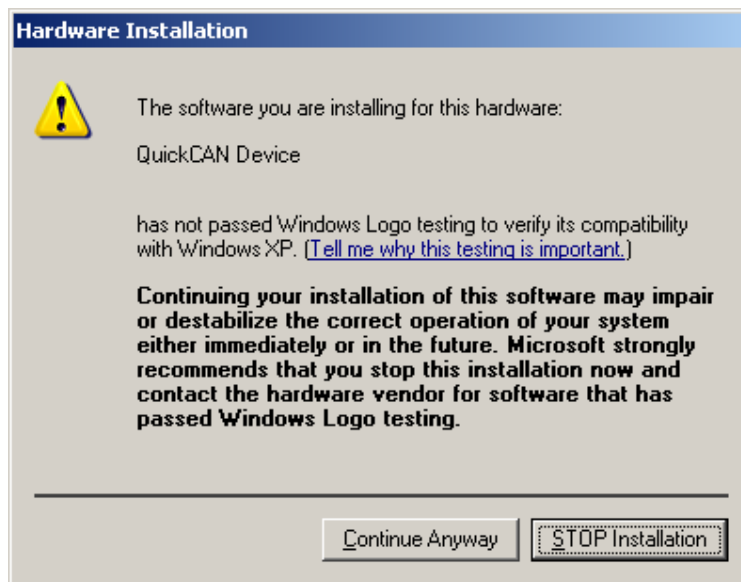 Hardware Installation
The software you are installing for this hardware:
QuickCAN Device
has not passed Windows Logo testing to verify its compatibility
with Windows XP. (Tell me why this testing is important.)
Continuing your installation of this software may impair
or destabilize the correct operation of your system
either immediately or in the future. Microsoft strongly
recommends that you stop this installation now and
contact the hardware vendor for software that has
passed Windows Logo testing.
Continue Anyway
STOP Installation